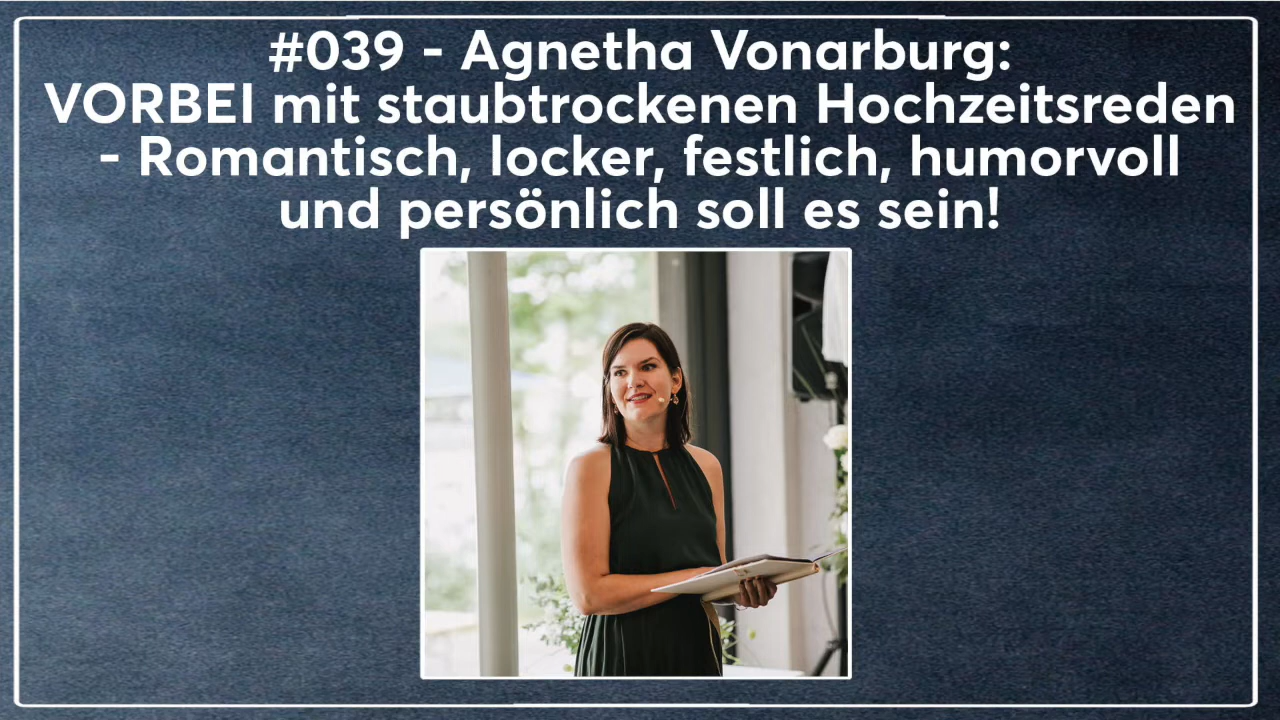 #039 - Agnetha Vonarburg:
VORBEI mit staubtrockenen Hochzeitsreden
- Romantisch, locker, festlich, humorvoll
und persönlich soll es sein!